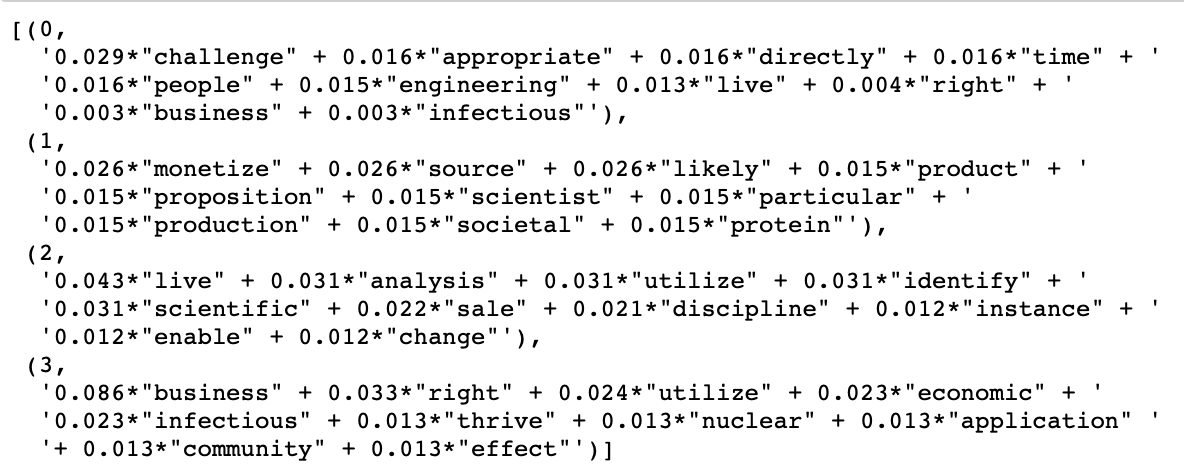 [(0,
'0.029*"challenge" + 0.016*"appropriate" + 0.016*"directly" + 0.016*"time" + '
'0.016*"people" + 0.015*"engineering" + 0.013*"live" + 0.004*"right" + '
'0.003*"business" + 0.003*"infectious"'),
(1,
'0.026*"monetize" + 0.026*"source" + 0.026*"likely" + 0.015*"product" + '
'0.015*"proposition" + 0.015*"scientist" + 0.015*"particular" + '
'0.015*"production" + 0.015*"societal" + 0.015*"protein"'),
(2,
'0.043*"live" + 0.031*"analysis" + 0.031*"utilize" + 0.031*"identify" + '
'0.031*"scientific" + 0.022*"sale" + 0.021*"discipline" + 0.012*"instance" + '
'0.012*"enable" + 0.012*"change"'),
(3,
'0.086*"business" + 0.033*"right" + 0.024*"utilize" + 0.023*"economic" + '
'0.023*"infectious" + 0.013*"thrive" + 0.013*"nuclear" + 0.013*"application" '
'+ 0.013*"community" + 0.013*"effect"')]